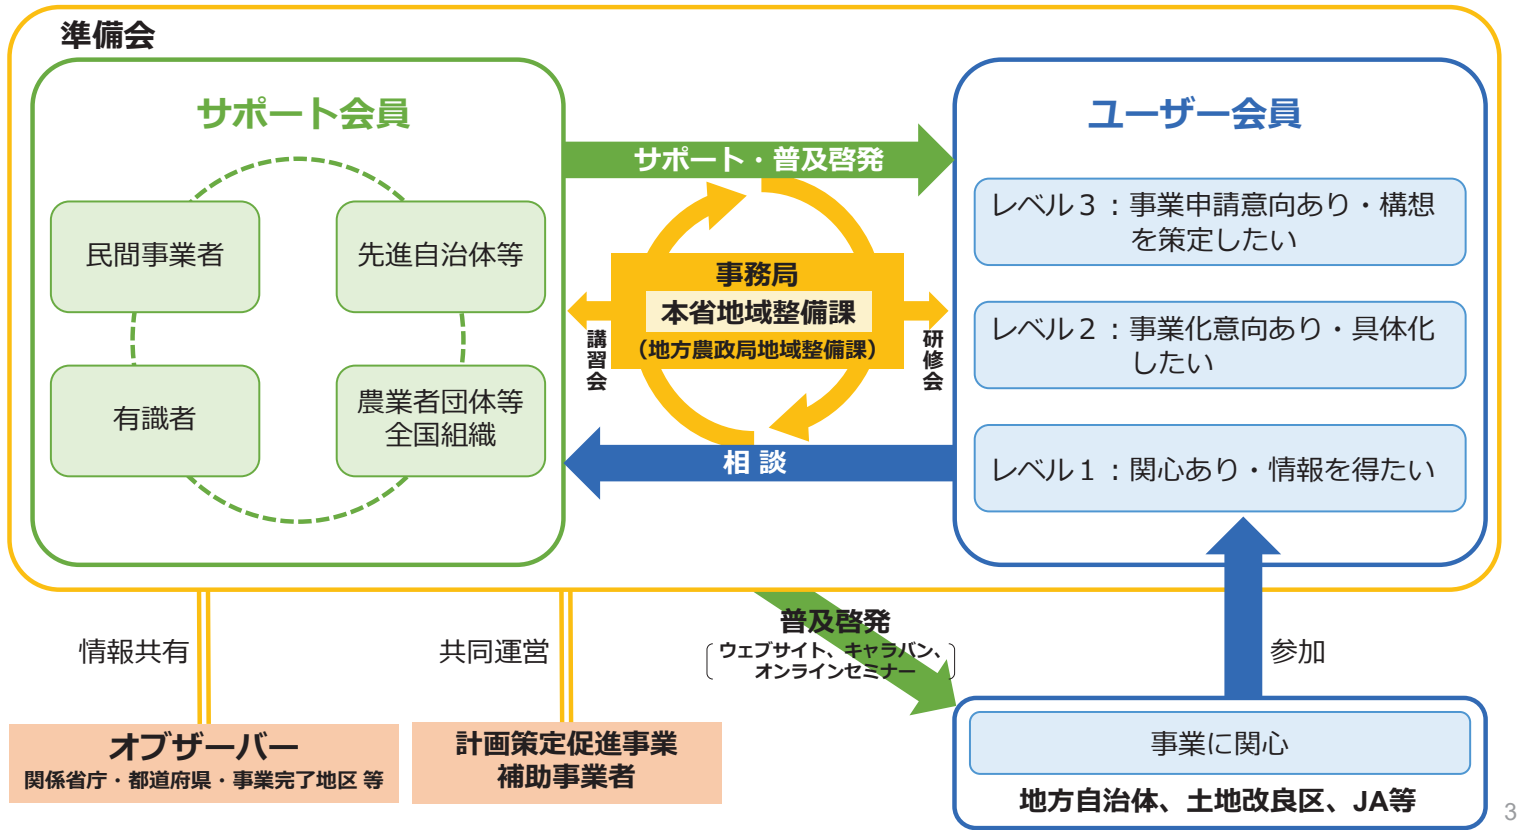 準備会
サポート会員
民間事業者
先進自治体等
有識者
農業者団体等
全国組織
サポート・普及啓発
事務局
本省地域整備課
（地方農政局地域整備課）
講習会
研修会
相 談
ユーザー会員
レベル３：事業申請意向あり・構想
を策定したい
レベル２：事業化意向あり・具体化
したい
レベル１：関心あり・情報を得たい
情報共有
共同運営
普及啓発
ウェブサイト、キャラバン、
オンラインセミナー
参加
オブザーバー
関係省庁・都道府県・事業完了地区 等
計画策定促進事業
補助事業者
事業に関心
地方自治体、土地改良区、JA等
3